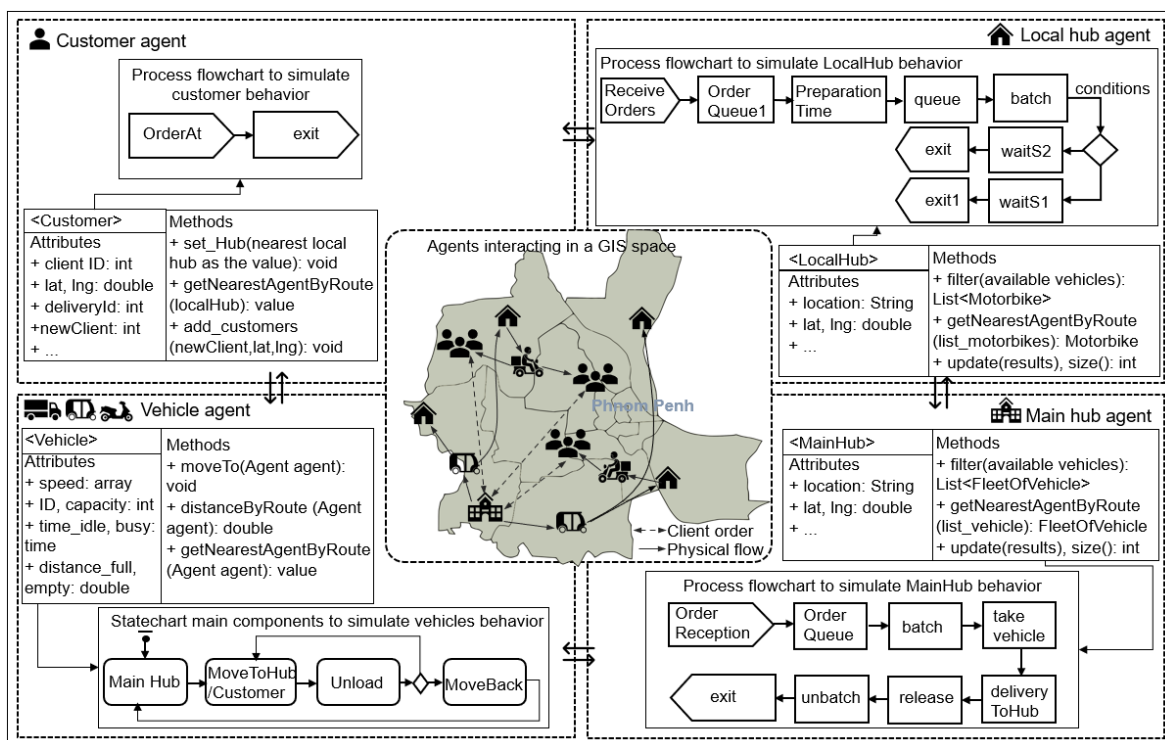 Customer agent
Process flowchart to simulate
customer behavior
OrderAt
exit
<Customer>
Attributes
+ client ID: int
+ lat, lng: double
+ deliveryId: int
+newClient: int
+ ...
Methods
+ set_Hub(nearest local
hub as the value): void
+ getNearestAgentByRoute
(localHub): value
+ add_customers
(newClient,lat,lng): void
Local hub agent
Process flowchart to simulate LocalHub behavior
Receive
Orders
Order
Queue1
Preparation
Time
queue
batch
conditions
exit
waitS2
exit1
waitS1
<LocalHub>
Attributes
+ location: String
+ lat, lng: double
+ ...
Methods
+ filter(available vehicles):
List<Motorbike>
+ getNearestAgentByRoute
(list_motorbikes): Motorbike
+ update(results), size(): int
Agents interacting in a GIS space
Phnom Penh
Client order
Physical flow
Vehicle agent
<Vehicle>
Attributes
+ speed: array
+ ID, capacity: int
+ time_idle, busy:
time
+ distance_full,
empty: double
Methods
+ moveTo(Agent agent):
void
+ distanceByRoute (Agent
agent): double
+ getNearestAgentByRoute
(Agent agent): value
Statechart main components to simulate vehicles behavior
Main Hub
MoveToHub
/Customer
Unload
MoveBack
Main hub agent
<MainHub>
Attributes
+ location: String
+ lat, lng: double
+ ...
Methods
+ filter(available vehicles):
List<FleetOfVehicle>
+ getNearestAgentByRoute
(list_vehicle): FleetOfVehicle
+ update(results), size(): int
Process flowchart to simulate MainHub behavior
Order
Reception
Order
Queue
batch
take
vehicle
exit
unbatch
release
delivery
ToHub